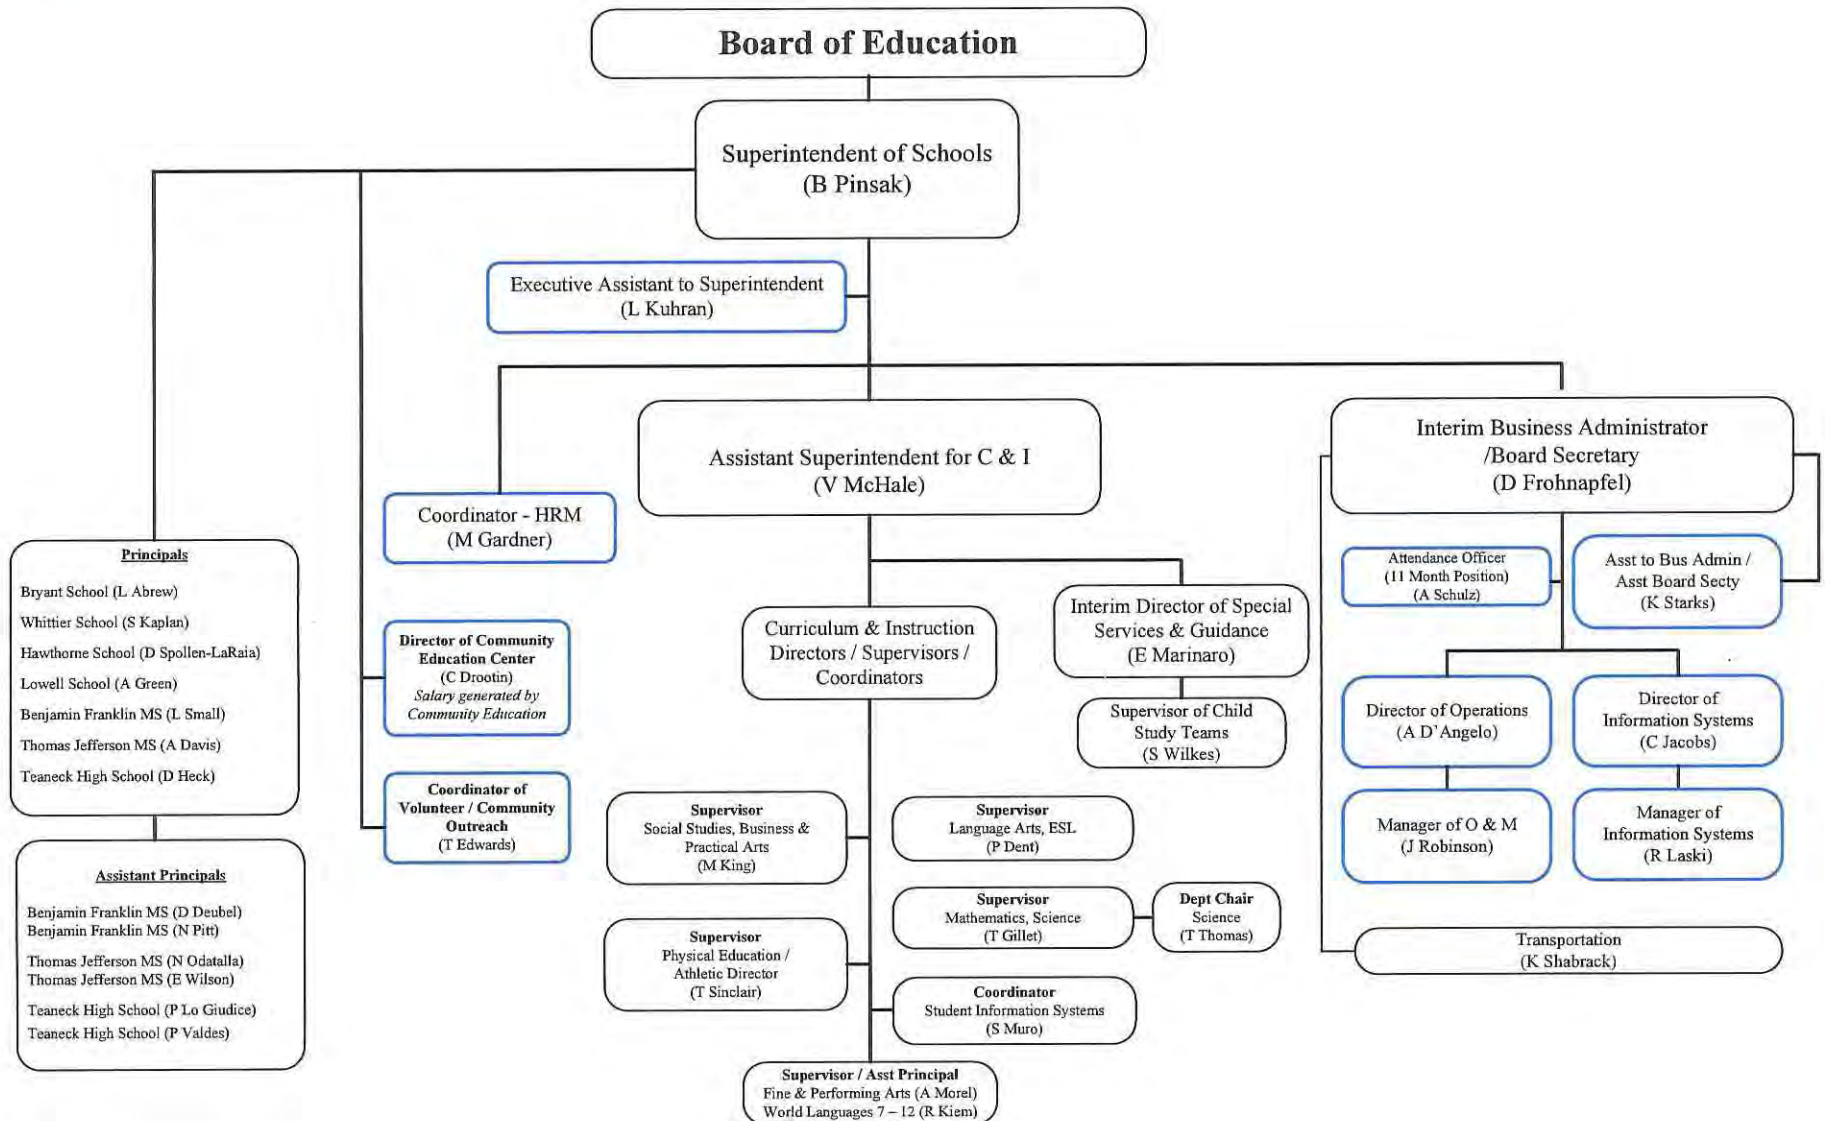 Board of Education
Superintendent of Schools
(B Pinsak)
Executive Assistant to Superintendent
(L Kuhran)
Assistant Superintendent for C & I
(V McHale)
Interim Business Administrator
/Board Secretary
(D Frohnapfel)
Coordinator - HRM
(M Gardner)
Principals
Bryant School (L Abrew)
Whittier School (S Kaplan)
Hawthorne School (D Spollen-LaRaia)
Lowell School (A Green)
Benjamin Franklin MS (L Small)
Thomas Jefferson MS (A Davis)
Teaneck High School (D Heck)
Assistant Principals
Benjamin Franklin MS (D Deubel)
Benjamin Franklin MS (N Pitt)
Thomas Jefferson MS (N Odatalla)
Thomas Jefferson MS (E Wilson)
Teaneck High School (P Lo Giudice)
Teaneck High School (P Valdes)
Director of Community
Education Center
(C Drootin)
Salary generated by
Community Education
Coordinator of
Volunteer / Community
Outreach
(T Edwards)
Curriculum & Instruction
Directors / Supervisors /
Coordinators
Interim Director of Special
Services & Guidance
(E Marinaro)
Supervisor of Child
Study Teams
(S Wilkes)
Supervisor
Social Studies, Business &
Practical Arts
(M King)
Supervisor
Language Arts, ESL
(P Dent)
Supervisor
Mathematics, Science
(T Gillet)
Dept Chair
Science
(T Thomas)
Supervisor
Physical Education /
Athletic Director
(T Sinclair)
Coordinator
Student Information Systems
(S Muro)
Supervisor / Asst Principal
Fine & Performing Arts (A Morel)
World Languages 7 – 12 (R Kiem)
Attendance Officer
(11 Month Position)
(A Schulz)
Asst to Bus Admin /
Asst Board Secty
(K Starks)
Director of Operations
(A D'Angelo)
Director of
Information Systems
(C Jacobs)
Manager of O & M
(J Robinson)
Manager of
Information Systems
(R Laski)
Transportation
(K Shabrack)